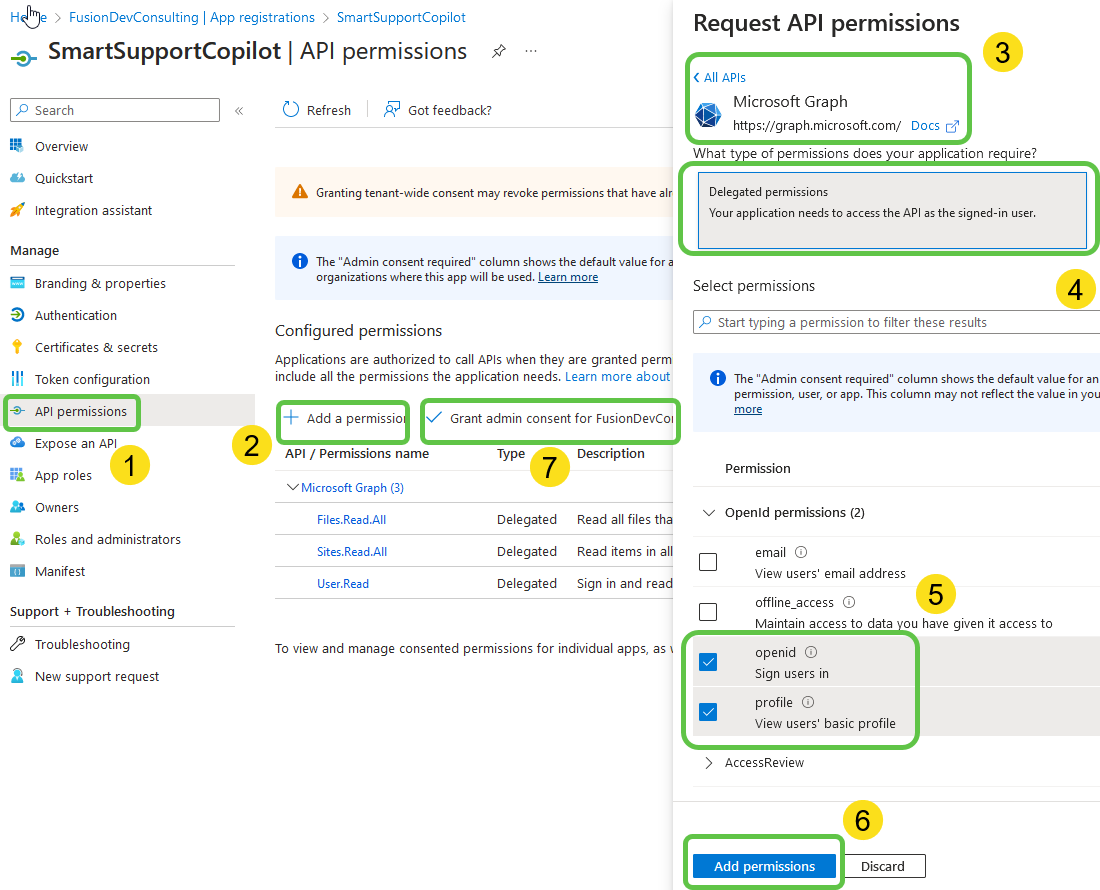 Home > FusionDevConsulting | App registrations > SmartSupportCopilot
SmartSupportCopilot | API permissions
Search
Overview
Quickstart
Integration assistant
Manage
Branding & properties
Authentication
Certificates & secrets
Token configuration
API permissions
Expose an API
1
App roles
Owners
Roles and administrators
Manifest
Support + Troubleshooting
Troubleshooting
New support request
Refresh
Got feedback?
Granting tenant-wide consent may revoke permissions that have alr
The "Admin consent required" column shows the default value for a
organizations where this app will be used. Learn more
Configured permissions
Applications are authorized to call APIs when they are granted perm
include all the permissions the application needs. Learn more about
2
Add a permission
Grant admin consent for FusionDevCon
7
API / Permissions name Type Description
Microsoft Graph (3)
Files.Read.All Delegated Read all files tha
Sites.Read.All Delegated Read items in all
User.Read Delegated Sign in and read
To view and manage consented permissions for individual apps, as w
Request API permissions
3
All APIs
Microsoft Graph
https://graph.microsoft.com/ Docs
What type of permissions does your application require?
Delegated permissions
Your application needs to access the API as the signed-in user.
Select permissions
4
Start typing a permission to filter these results
The "Admin consent required" column shows the default value for an
permission, user, or app. This column may not reflect the value in you
more
Permission
OpenId permissions (2)
email
View users' email address
5
offline_access
Maintain access to data you have given it access to
openid
Sign users in
profile
View users' basic profile
AccessReview
6
Add permissions
Discard